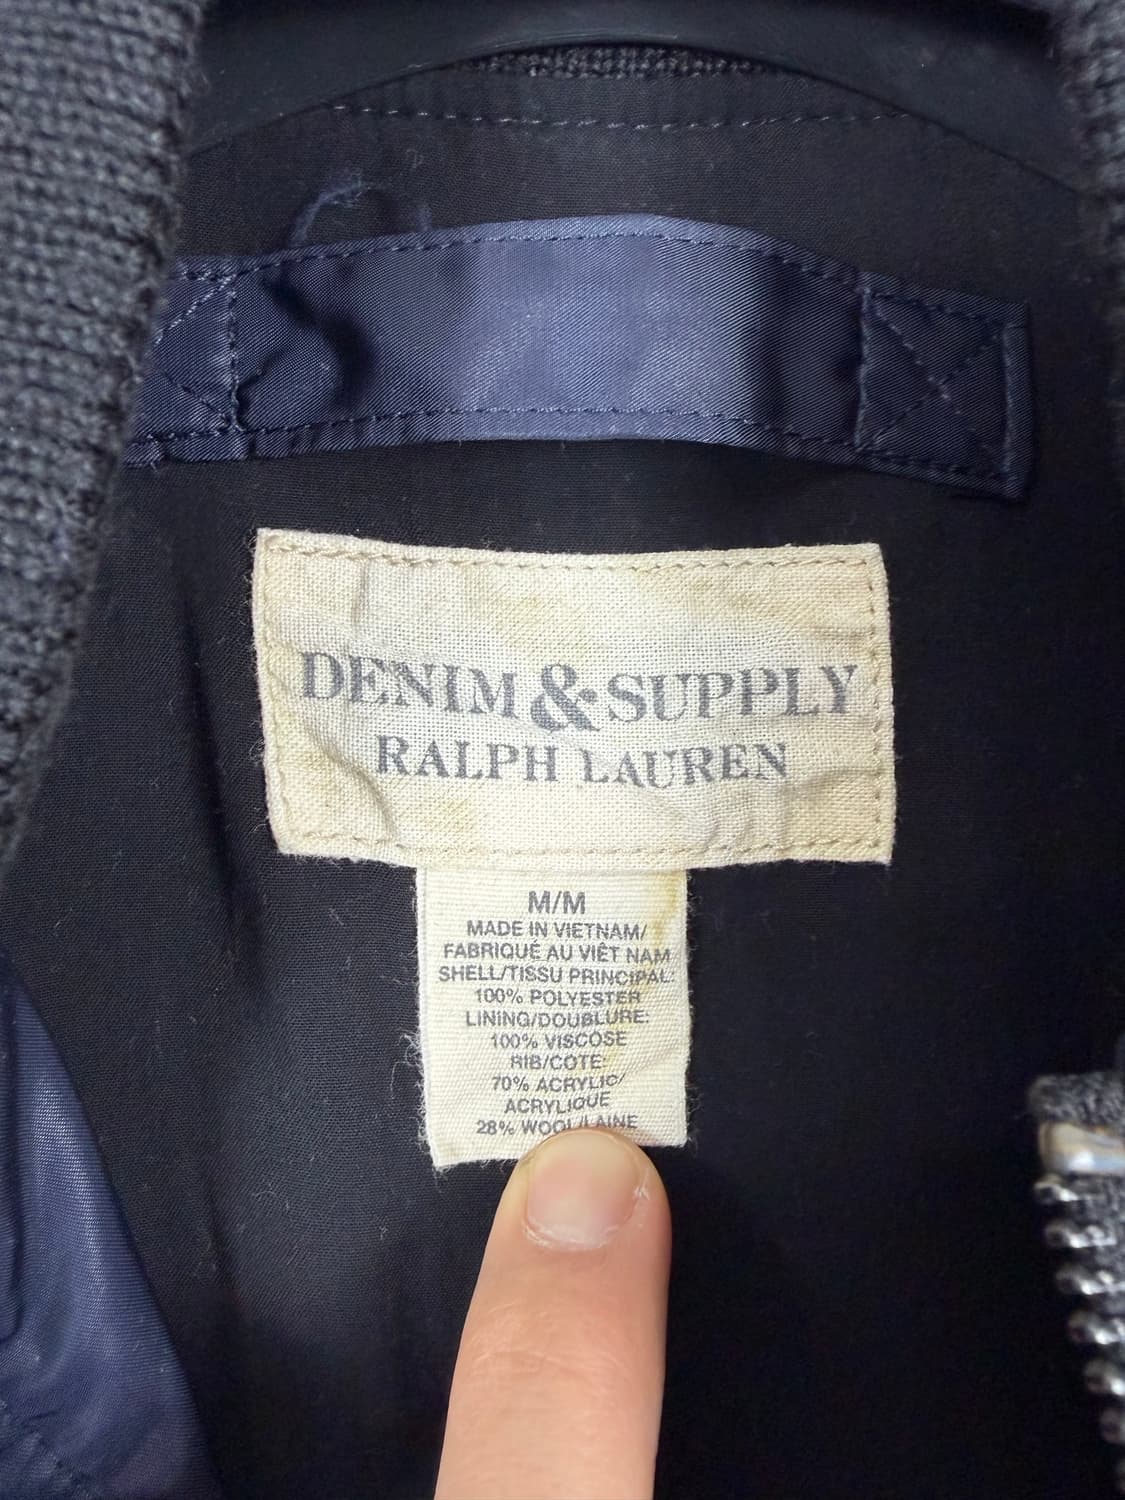 DENIM & SUPPLY
RALPH LAUREN
M/M
MADE IN VIETNAM/
FABRIQUÉ AU VIÊT NAM
SHELL/TISSU PRINCIPAL:
100% POLYESTER
LINING/DOUBLURE:
100% VISCOSE
RIB/COTE:
70% ACRYLIC/
ACRYLIQUE
28% WOOL/LAINE